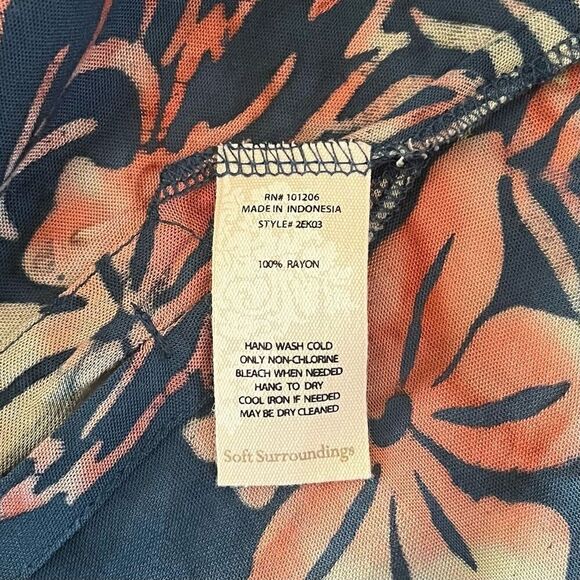 RN# 101206
MADE IN INDONESIA
STYLE# 2EK03
100% RAYON
HAND WASH COLD
ONLY NON-CHLORINE
BLEACH WHEN NEEDED
HANG TO DRY
COOL IRON IF NEEDED
MAY BE DRY CLEANED
Soft Surroundings